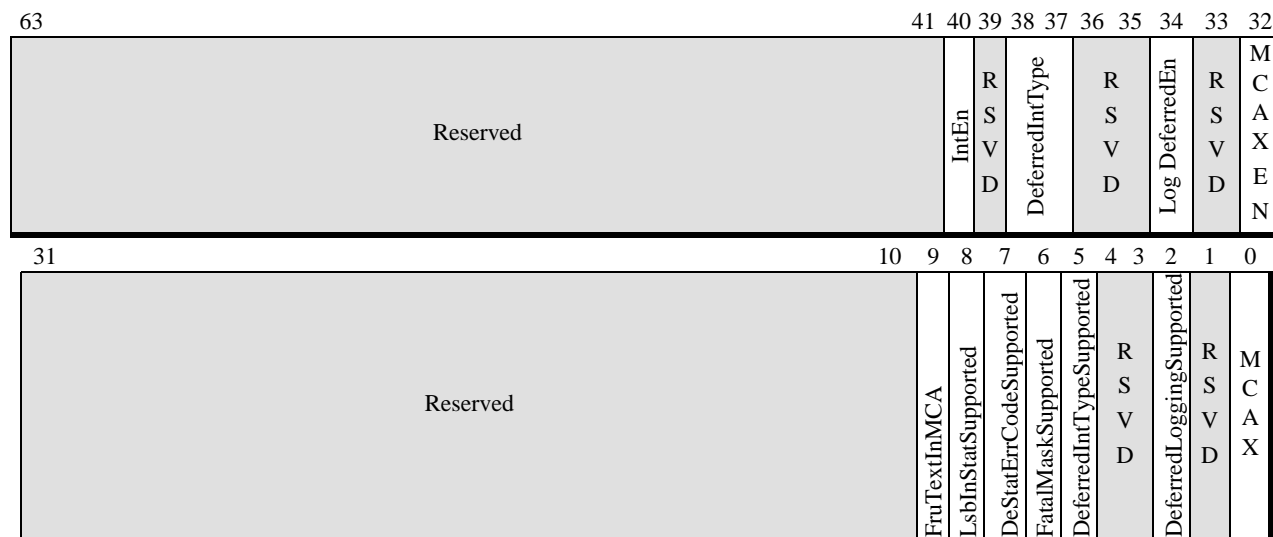 63 41 40 39 38 37 36 35 34 33 32
Reserved
IntEn
RSVD
DeferredIntType
RSVD
Log DeferredEn
RSVD
MCAXEN
31 10 9 8 7 6 5 4 3 2 1 0
Reserved
FruTextInMCA
LsbInStatSupported
DeStatErrCodeSupported
FatalMaskSupported
DeferredIntTypeSupported
RSVD
DeferredLoggingSupported
RSVD
MCAX